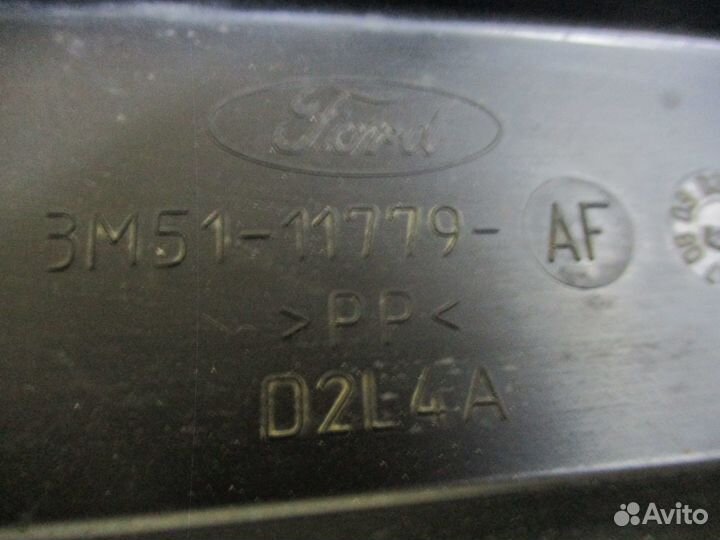 Ford
3M51-11779-AF
>PP<
D2L4A
Avito